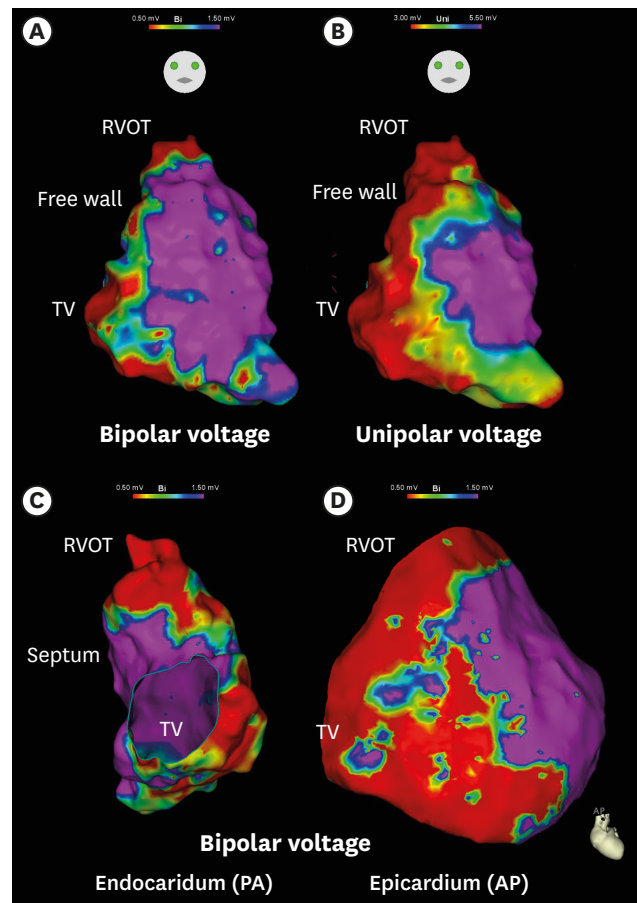 A
0.50 mV Bi 1.50 mV
RVOT
Free wall
TV
Bipolar voltage
B
3.00 mV Uni 5.50 mV
RVOT
Free wall
TV
Unipolar voltage
C
0.50 mV Bi 1.50 mV
RVOT
Septum
TV
D
0.50 mV Bi 1.50 mV
RVOT
TV
AP
Bipolar voltage
Endocaridum (PA)
Epicardium (AP)